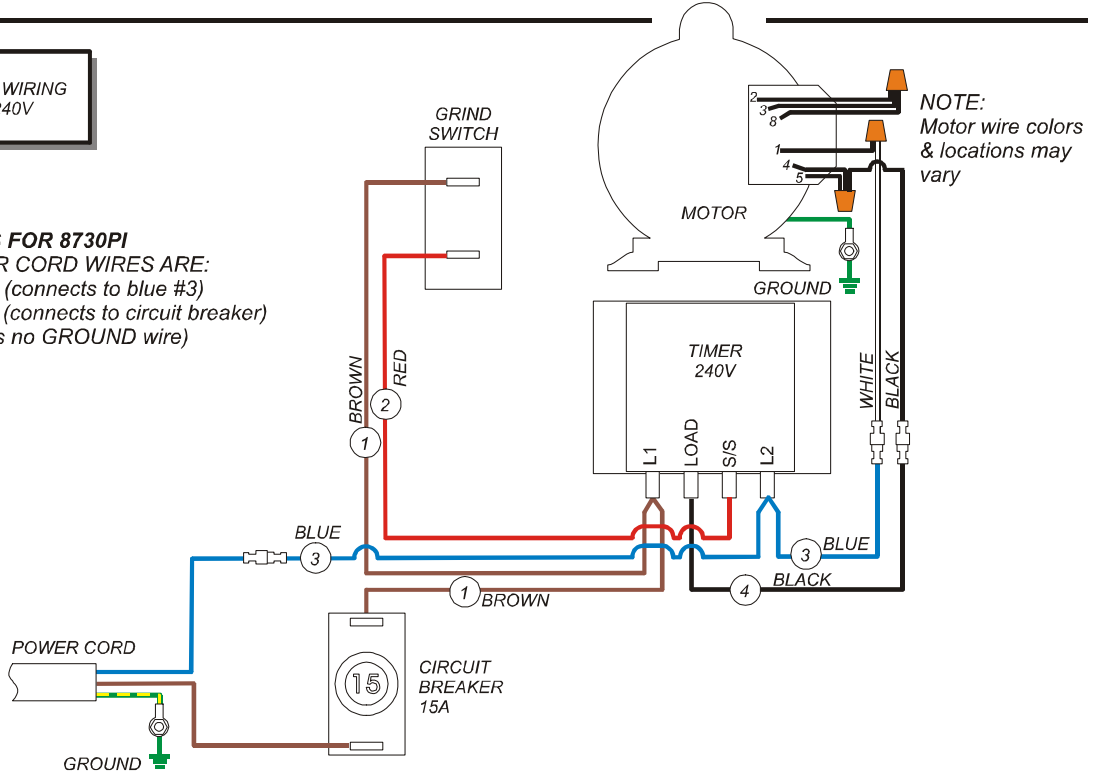 WIRING
240V
GRIND
SWITCH
2
3
8
1
4
5
NOTE:
Motor wire colors
& locations may
vary
MOTOR
GROUND
FOR 8730PI
CORD WIRES ARE:
(connects to blue #3)
(connects to circuit breaker)
no GROUND wire)
TIMER
240V
BROWN
RED
WHITE
BLACK
2
1
L1
LOAD
S/S
L2
BLUE
3
3
BLUE
1
BROWN
4
BLACK
POWER CORD
15
CIRCUIT
BREAKER
15A
GROUND